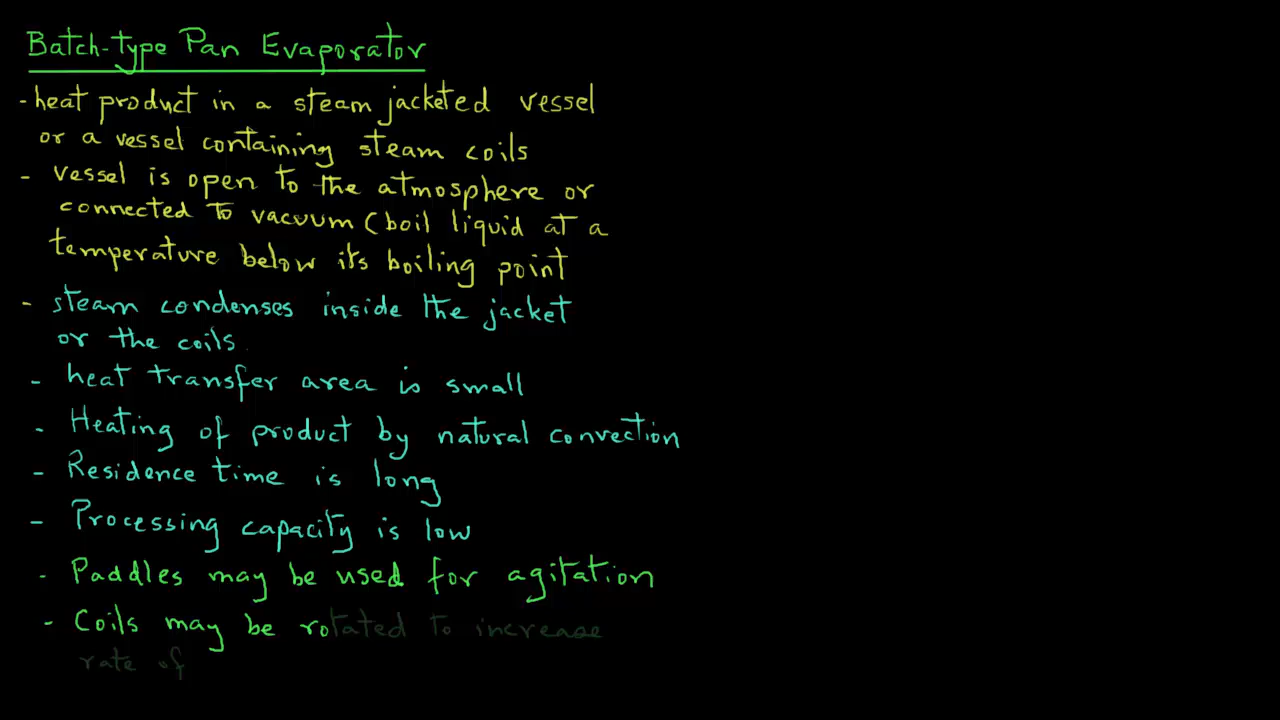 Batch-type Pan Evaporator
- heat product in a steam jacketed vessel
or a vessel containing steam coils
- vessel is open to the atmosphere or
connected to vacuum (boil liquid at a
temperature below its boiling point
- steam condenses inside the jacket
or the coils.
- heat transfer area is small
- Heating of product by natural convection
- Residence time is long
- Processing capacity is low
- Paddles may be used for agitation
- Coils may be rotated to increase
rate of